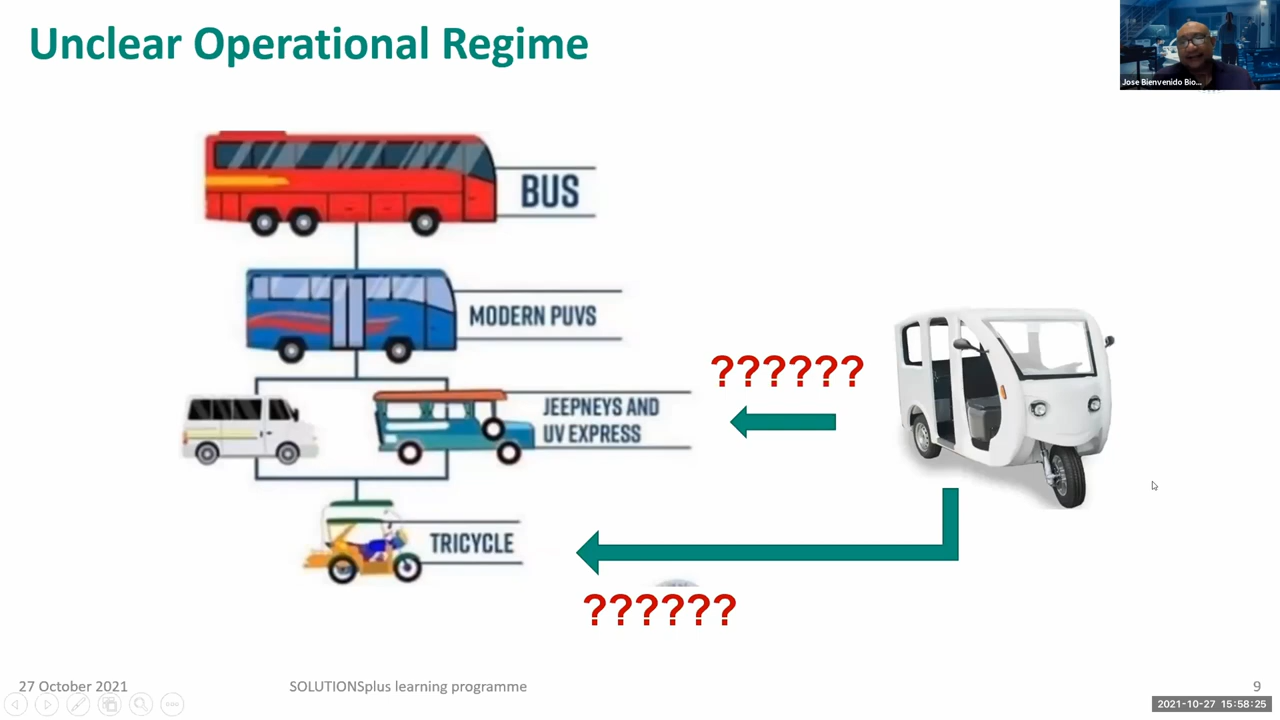 Unclear Operational Regime
Jose Bienvenido Bio...
BUS
MODERN PUVS
??????
JEEPNEYS AND
UV EXPRESS
TRICYCLE
??????
27 October 2021
SOLUTIONSplus learning programme
9
2021-10-27 15:58:25